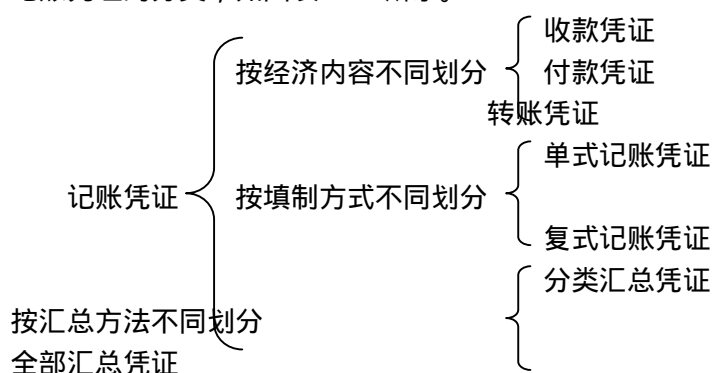 收款凭证
按经济内容不同划分 付款凭证
转账凭证
单式记账凭证
记账凭证 按填制方式不同划分
复式记账凭证
分类汇总凭证
按汇总方法不同划分
全部汇总凭证